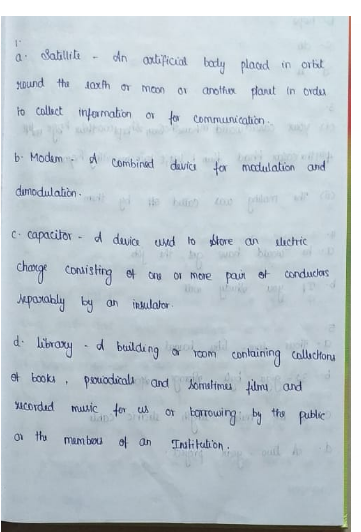 1.
a. Satellite - An artificial body placed in orbit
round the earth or moon or another planet in order
to collect information or for communication.
b. Modem - A combined device for modulation and
demodulation.
c. capacitor - A device used to store an electric
charge consisting of one or more pair of conductors
separably by an insulator.
d. library - A building or room containing collections
of books, periodicals and sometimes films and
recorded music for us or borrowing by the public
or the members of an Institution.